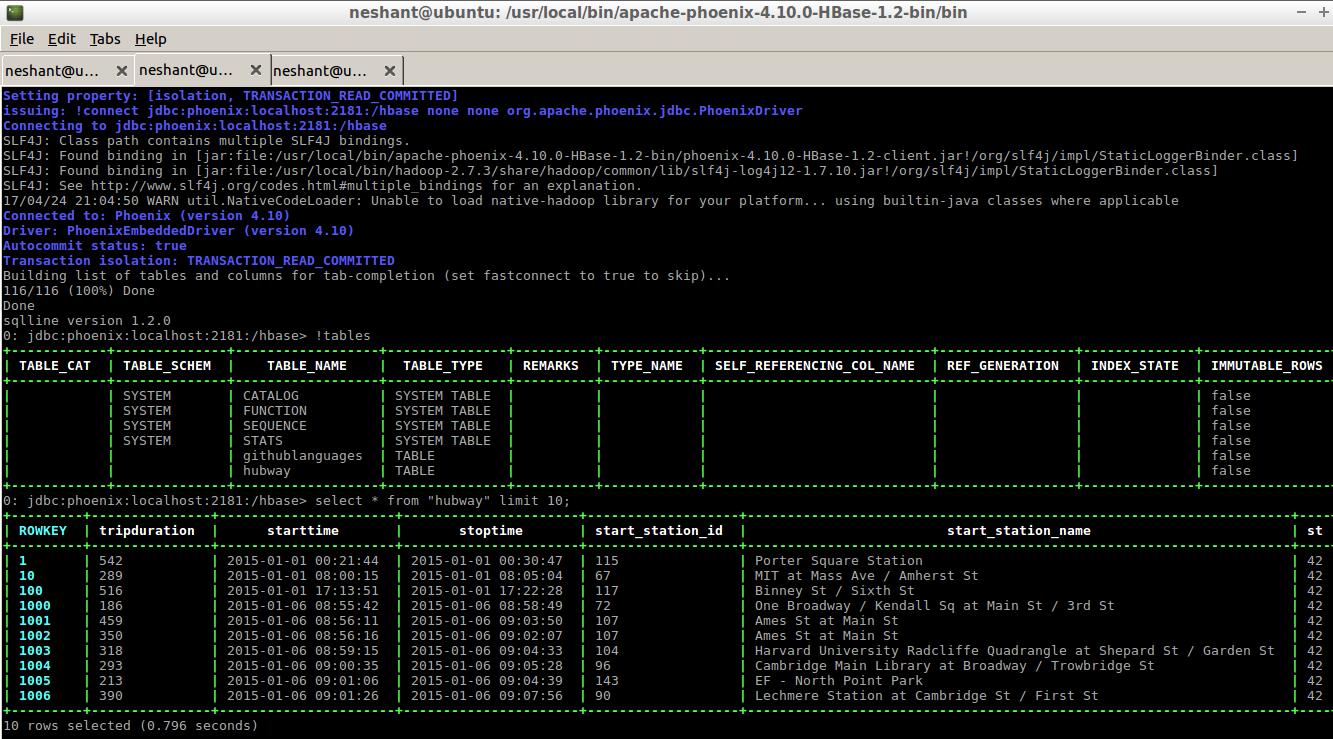 neshant@ubuntu: /usr/local/bin/apache-phoenix-4.10.0-HBase-1.2-bin/bin
File Edit Tabs Help
neshant@u... neshant@u... neshant@u...
Setting property: [isolation, TRANSACTION_READ_COMMITTED]
issuing: !connect jdbc:phoenix:localhost:2181:/hbase none none org.apache.phoenix.jdbc.PhoenixDriver
Connecting to jdbc:phoenix:localhost:2181:/hbase
SLF4J: Class path contains multiple SLF4J bindings.
SLF4J: Found binding in [jar:file:/usr/local/bin/apache-phoenix-4.10.0-HBase-1.2-bin/phoenix-4.10.0-HBase-1.2-client.jar!/org/slf4j/impl/StaticLoggerBinder.class]
SLF4J: Found binding in [jar:file:/usr/local/bin/hadoop-2.7.3/share/hadoop/common/lib/slf4j-log4j12-1.7.10.jar!/org/slf4j/impl/StaticLoggerBinder.class]
SLF4J: See http://www.slf4j.org/codes.html#multiple_bindings for an explanation.
17/04/24 21:04:50 WARN util.NativeCodeLoader: Unable to load native-hadoop library for your platform... using builtin-java classes where applicable
Connected to: Phoenix (version 4.10)
Driver: PhoenixEmbeddedDriver (version 4.10)
Autocommit status: true
Transaction isolation: TRANSACTION_READ_COMMITTED
Building list of tables and columns for tab-completion (set fastconnect to true to skip)...
116/116 (100%) Done
Done
sqlline version 1.2.0
0: jdbc:phoenix:localhost:2181:/hbase> !tables
| TABLE_CAT | TABLE_SCHEM | TABLE_NAME | TABLE_TYPE | REMARKS | TYPE_NAME | SELF_REFERENCING_COL_NAME | REF_GENERATION | INDEX_STATE | IMMUTABLE_ROWS
| | SYSTEM | CATALOG | SYSTEM TABLE | | | | | | false
| | SYSTEM | FUNCTION | SYSTEM TABLE | | | | | | false
| | SYSTEM | SEQUENCE | SYSTEM TABLE | | | | | | false
| | SYSTEM | STATS | SYSTEM TABLE | | | | | | false
| | | githublanguages | TABLE | | | | | | false
| | | hubway | TABLE | | | | | | false
0: jdbc:phoenix:localhost:2181:/hbase> select * from "hubway" limit 10;
| ROWKEY | tripduration | starttime | stoptime | start_station_id | start_station_name | st
| 1 | 542 | 2015-01-01 00:21:44 | 2015-01-01 00:30:47 | 115 | Porter Square Station | 42
| 10 | 289 | 2015-01-01 08:00:15 | 2015-01-01 08:05:04 | 67 | MIT at Mass Ave / Amherst St | 42
| 100 | 516 | 2015-01-01 17:13:51 | 2015-01-01 17:22:28 | 117 | Binney St / Sixth St | 42
| 1000 | 186 | 2015-01-06 08:55:42 | 2015-01-06 08:58:49 | 72 | One Broadway / Kendall Sq at Main St / 3rd St | 42
| 1001 | 459 | 2015-01-06 08:56:11 | 2015-01-06 09:03:50 | 107 | Ames St at Main St | 42
| 1002 | 350 | 2015-01-06 08:56:16 | 2015-01-06 09:02:07 | 107 | Ames St at Main St | 42
| 1003 | 318 | 2015-01-06 08:59:15 | 2015-01-06 09:04:33 | 104 | Harvard University Radcliffe Quadrangle at Shepard St / Garden St | 42
| 1004 | 293 | 2015-01-06 09:00:35 | 2015-01-06 09:05:28 | 96 | Cambridge Main Library at Broadway / Trowbridge St | 42
| 1005 | 213 | 2015-01-06 09:01:06 | 2015-01-06 09:04:39 | 143 | EF - North Point Park | 42
| 1006 | 390 | 2015-01-06 09:01:26 | 2015-01-06 09:07:56 | 90 | Lechmere Station at Cambridge St / First St | 42
10 rows selected (0.796 seconds)